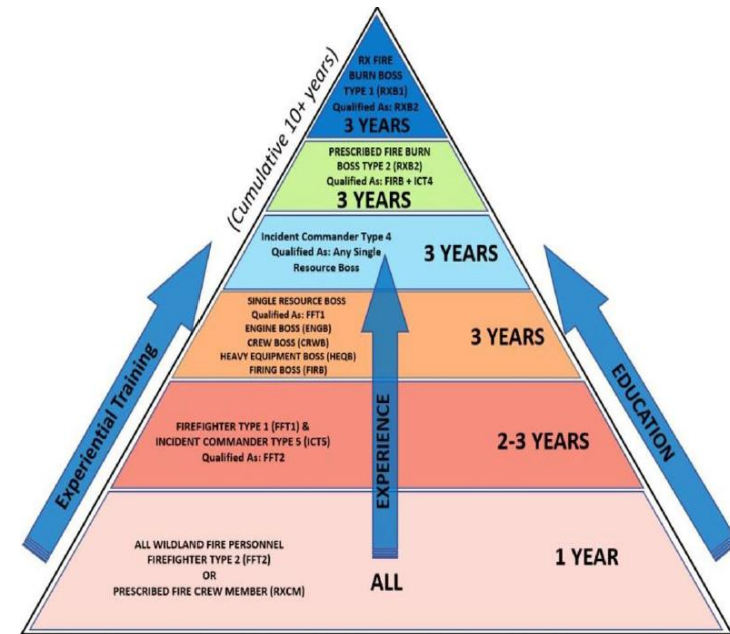 (Cumulative 10+ years)
RX FIRE
BURN BOSS
TYPE 1 (RXB1)
Qualified As: RXB2
3 YEARS
PRESCRIBED FIRE BURN
BOSS TYPE 2 (RXB2)
Qualified As: FIRB + ICT4
3 YEARS
Incident Commander Type 4
Qualified As: Any Single
Resource Boss
3 YEARS
SINGLE RESOURCE BOSS
Qualified As: FFT1
ENGINE BOSS (ENGB)
CREW BOSS (CRWB)
HEAVY EQUIPMENT BOSS (HEQB)
FIRING BOSS (FIRB)
3 YEARS
FIREFIGHTER TYPE 1 (FFT1) &
INCIDENT COMMANDER TYPE 5 (ICT5)
Qualified As: FFT2
2-3 YEARS
ALL WILDLAND FIRE PERSONNEL
FIREFIGHTER TYPE 2 (FFT2)
OR
PRESCRIBED FIRE CREW MEMBER (RXCM)
ALL
1 YEAR
Experiential Training
EXPERIENCE
EDUCATION